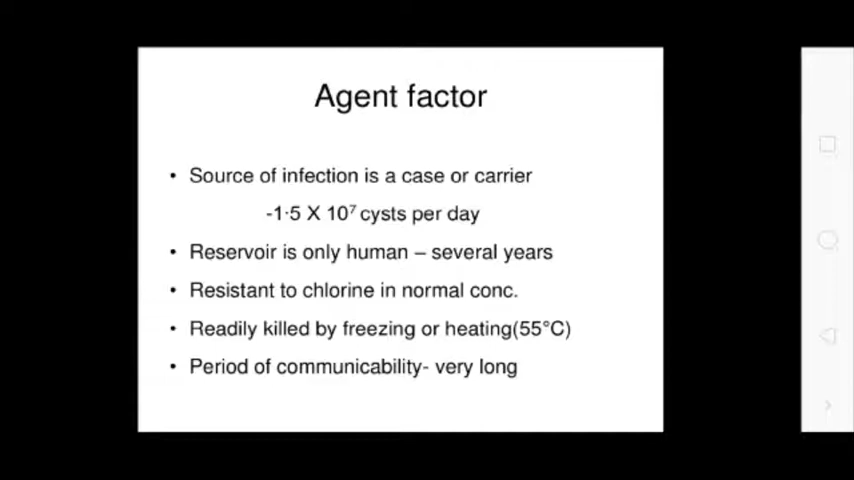 Agent factor
• Source of infection is a case or carrier
-1·5 X 10⁷ cysts per day
• Reservoir is only human – several years
• Resistant to chlorine in normal conc.
• Readily killed by freezing or heating(55°C)
• Period of communicability- very long